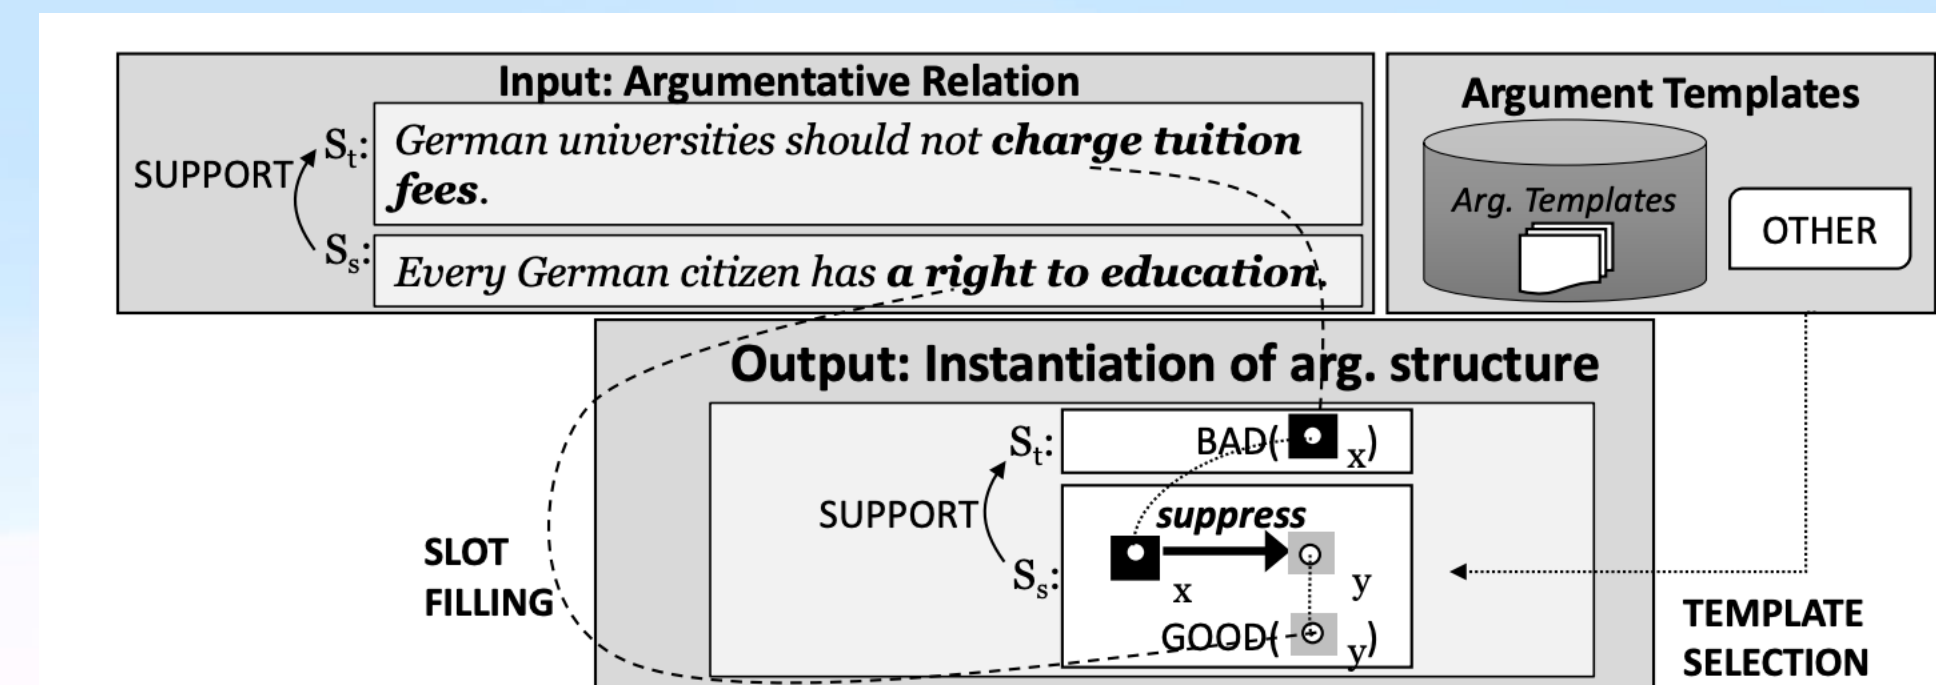 Input: Argumentative Relation
SUPPORT
St:
German universities should not charge tuition
fees.
Ss:
Every German citizen has a right to education.
Argument Templates
Arg. Templates
OTHER
Output: Instantiation of arg. structure
St:
BAD( x)
SUPPORT
suppress
Ss:
x
y
GOOD( y)
SLOT
FILLING
TEMPLATE
SELECTION